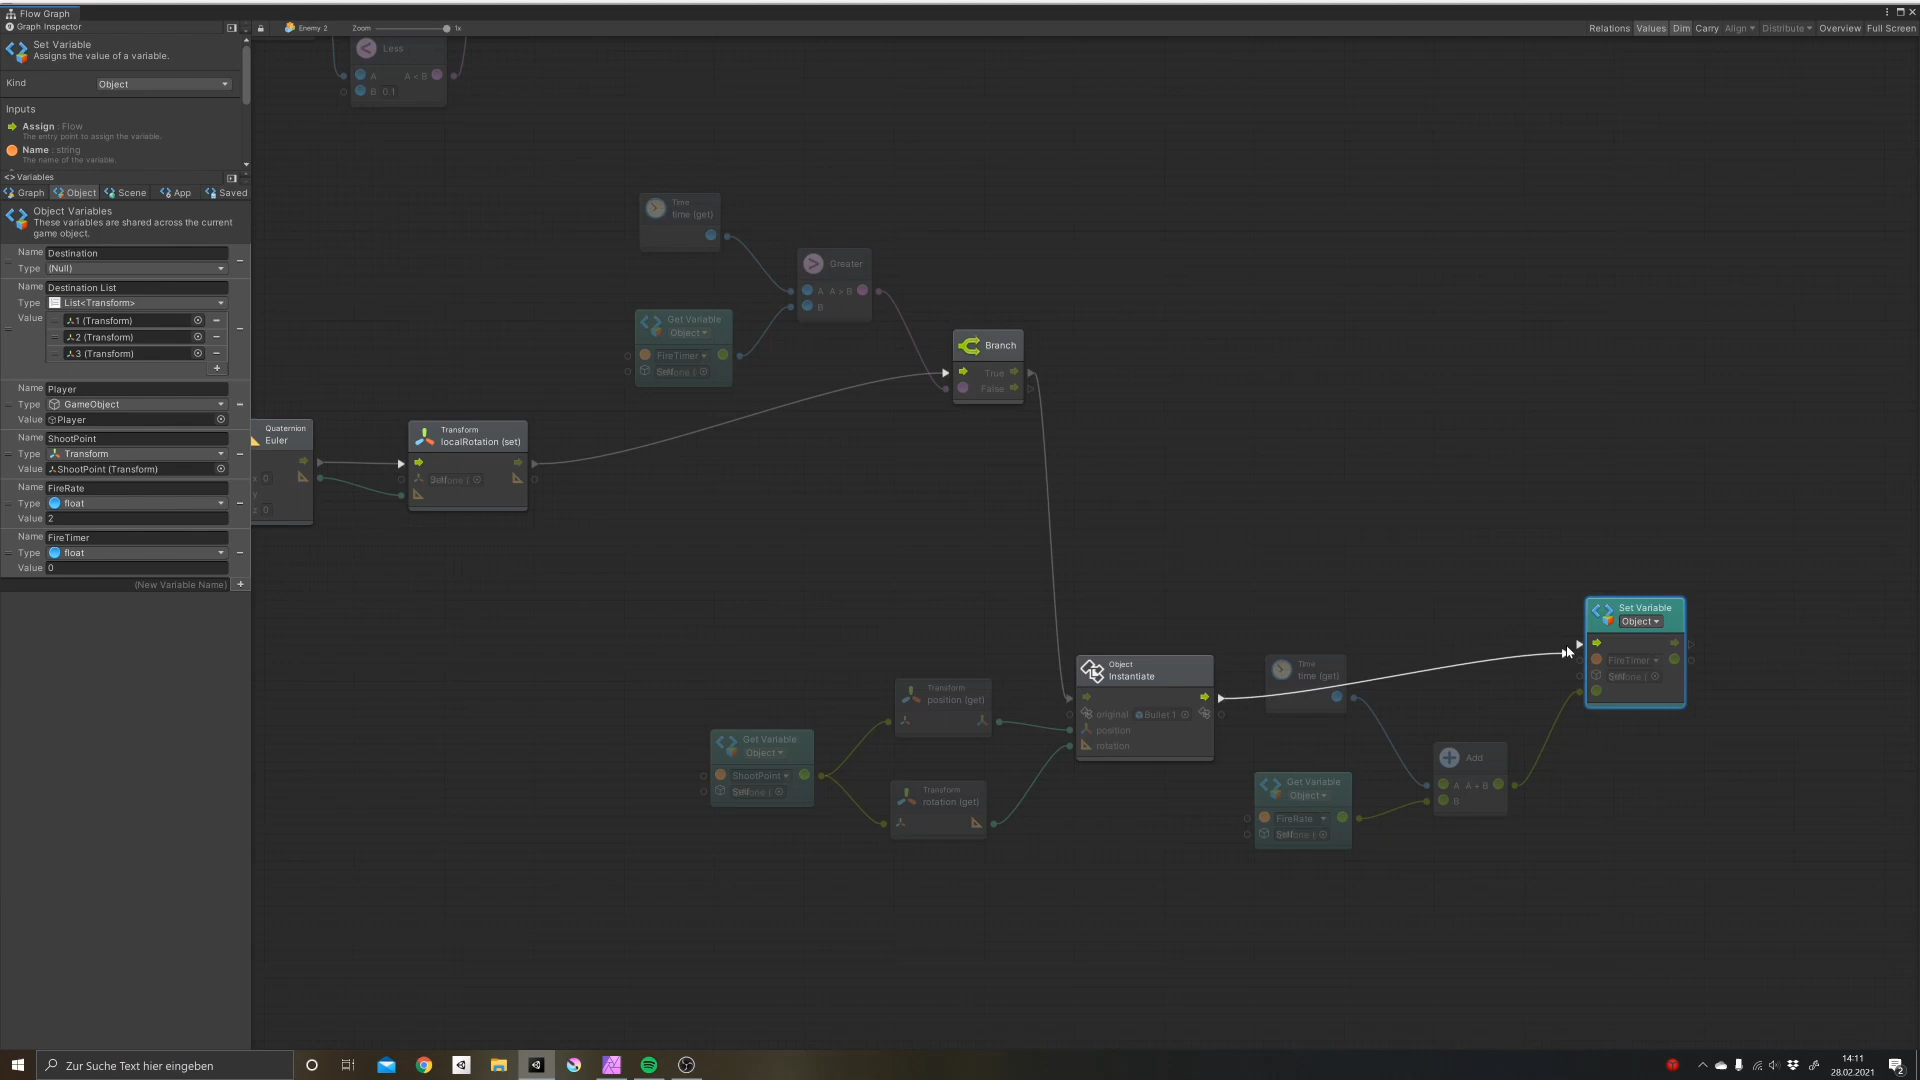 Flow Graph
Graph Inspector
Enemy 2
Zoom
1x
Relations
Values
Dim
Carry
Align
Distribute
Overview
Full Screen
Set Variable
Assigns the value of a variable.
Kind
Object
Inputs
Assign : Flow
The entry point to assign the variable.
Name : string
The name of the variable.
<> Variables
Graph
Object
Scene
App
Saved
Object Variables
These variables are shared across the current
game object.
Name Destination
Type (Null)
Name Destination List
Type List<Transform>
Value 1 (Transform)
2 (Transform)
3 (Transform)
Name Player
Type GameObject
Value Player
Name ShootPoint
Type Transform
Value ShootPoint (Transform)
Name FireRate
Type float
Value 2
Name FireTimer
Type float
Value 0
(New Variable Name)
Less
A A < B
B 0.1
Time
time (get)
Greater
A A > B
B
Get Variable
Object
FireTimer
Branch
True
False
Quaternion
Euler
x 0
Y
z 0
Transform
localRotation (set)
Set Variable
Object
FireTimer
Object
Instantiate
original Bullet 1
position
rotation
Time
time (get)
Transform
position (get)
Get Variable
Object
ShootPoint
Transform
rotation (get)
Add
A A + B
B
Get Variable
Object
FireRate
Zur Suche Text hier eingeben
14:11
28.02.2021
2